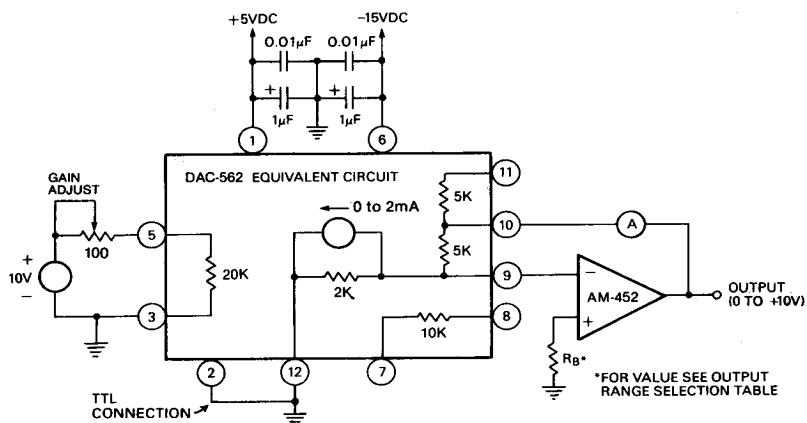 +5VDC
-15VDC
0.01µF
0.01µF
+
+
1µF
1µF
1
6
DAC-562 EQUIVALENT CIRCUIT
11
GAIN
ADJUST
0 to 2mA
5K
5
10
A
100
+
10V
-
20K
5K
2K
9
-
AM-452
+
OUTPUT
(0 TO +10V)
3
10K
8
RB*
2
12
7
*FOR VALUE SEE OUTPUT
RANGE SELECTION TABLE
TTL
CONNECTION